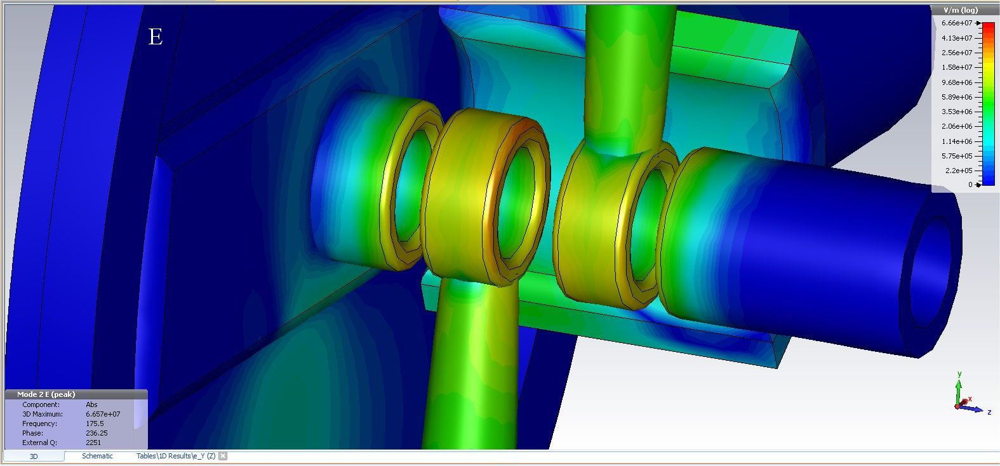 E
V/m (log)
6.66e+07
4.13e+07
2.56e+07
1.58e+07
9.68e+06
5.89e+06
3.53e+06
2.06e+06
1.14e+06
5.75e+05
2.2e+05
0
Mode 2 E (peak)
Component: Abs
3D Maximum: 6.657e+07
Frequency: 175.5
Phase: 236.25
External Q: 2251
y
x
z
3D Schematic Tables\1D Results\e_Y (Z)